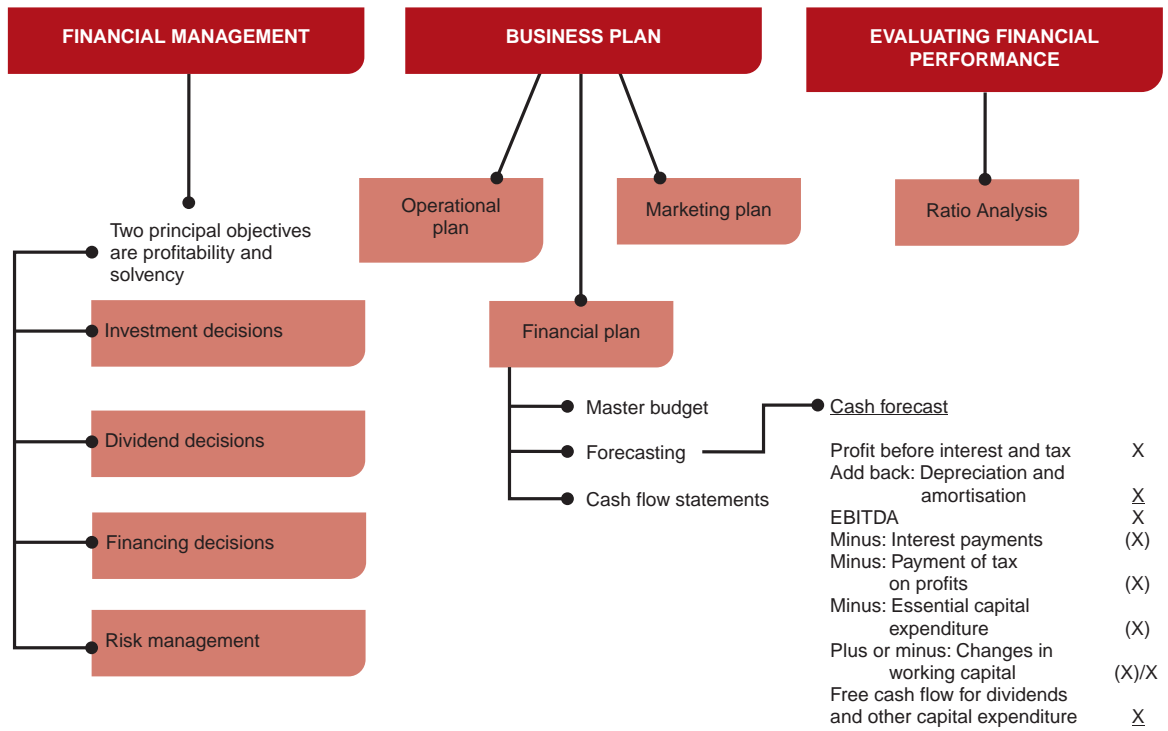 FINANCIAL MANAGEMENT
Two principal objectives
are profitability and
solvency
Investment decisions
Dividend decisions
Financing decisions
Risk management
BUSINESS PLAN
Operational
plan
Marketing plan
Financial plan
Master budget
Forecasting
Cash flow statements
Cash forecast
Profit before interest and tax X
Add back: Depreciation and
amortisation X
EBITDA X
Minus: Interest payments (X)
Minus: Payment of tax
on profits (X)
Minus: Essential capital
expenditure (X)
Plus or minus: Changes in
working capital (X)/X
Free cash flow for dividends
and other capital expenditure X
EVALUATING FINANCIAL
PERFORMANCE
Ratio Analysis